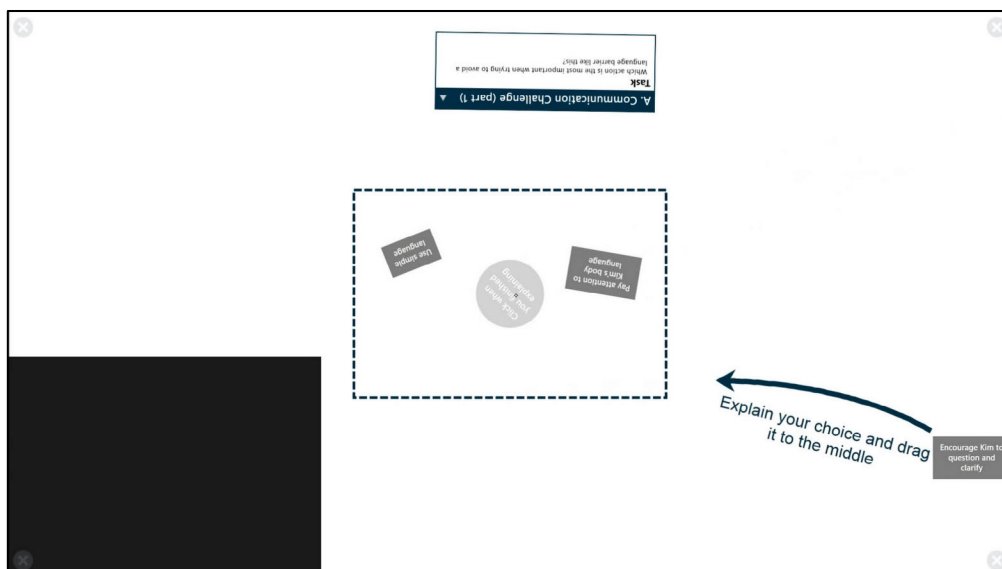 A. Communication Challenge (part 1)
Task
Which action is the most important when trying to avoid a
language barrier like this?
Use simple
language
Pay attention to
Kim's body
language
Click when
you finished
explaining
Explain your choice and drag
it to the middle
Encourage Kim to
question and
clarify